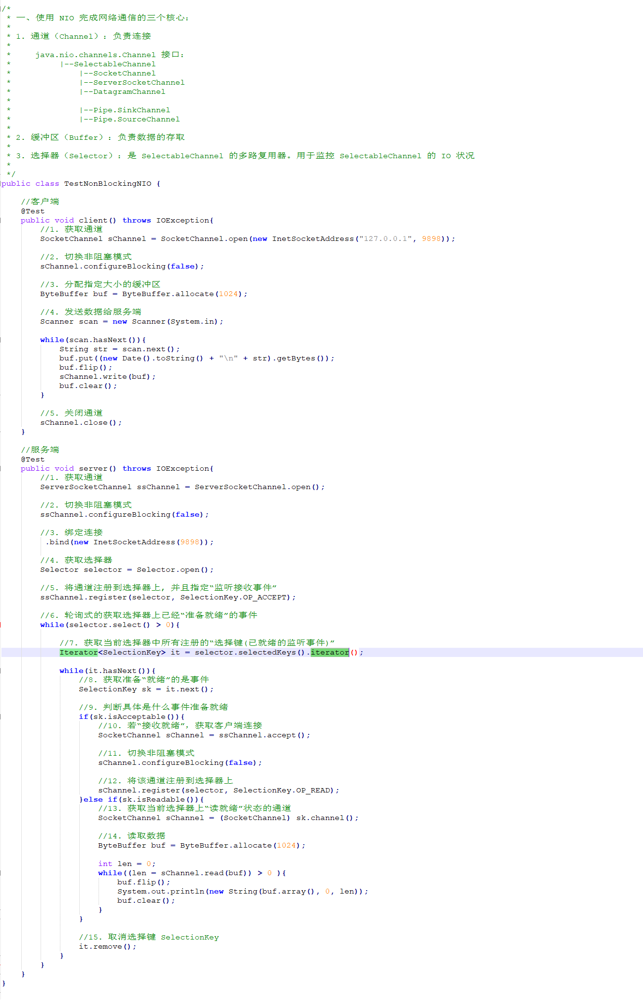 /*
 * 一、使用 NIO 完成网络通信的三个核心：
 *
 * 1. 通道（Channel）：负责连接
 *
 *     java.nio.channels.Channel 接口：
 *          |--SelectableChannel
 *              |--SocketChannel
 *              |--ServerSocketChannel
 *              |--DatagramChannel
 *
 *              |--Pipe.SinkChannel
 *              |--Pipe.SourceChannel
 *
 * 2. 缓冲区（Buffer）：负责数据的存取
 *
 * 3. 选择器（Selector）：是 SelectableChannel 的多路复用器。用于监控 SelectableChannel 的 IO 状况
 *
 */
public class TestNonBlockingNIO {
    //客户端
    @Test
    public void client() throws IOException{
        //1. 获取通道
        SocketChannel sChannel = SocketChannel.open(new InetSocketAddress("127.0.0.1", 9898));
        //2. 切换非阻塞模式
        sChannel.configureBlocking(false);
        //3. 分配指定大小的缓冲区
        ByteBuffer buf = ByteBuffer.allocate(1024);
        //4. 发送数据给服务端
        Scanner scan = new Scanner(System.in);
        while(scan.hasNext()){
            String str = scan.next();
            buf.put((new Date().toString() + "\n" + str).getBytes());
            buf.flip();
            sChannel.write(buf);
            buf.clear();
        }
        //5. 关闭通道
        sChannel.close();
    }
    //服务端
    @Test
    public void server() throws IOException{
        //1. 获取通道
        ServerSocketChannel ssChannel = ServerSocketChannel.open();
        //2. 切换非阻塞模式
        ssChannel.configureBlocking(false);
        //3. 绑定连接
         .bind(new InetSocketAddress(9898));
        //4. 获取选择器
        Selector selector = Selector.open();
        //5. 将通道注册到选择器上, 并且指定“监听接收事件”
        ssChannel.register(selector, SelectionKey.OP_ACCEPT);
        //6. 轮询式的获取选择器上已经“准备就绪”的事件
        while(selector.select() > 0){
            //7. 获取当前选择器中所有注册的“选择键(已就绪的监听事件)”
            Iterator<SelectionKey> it = selector.selectedKeys().iterator();
            while(it.hasNext()){
                //8. 获取准备“就绪”的是事件
                SelectionKey sk = it.next();
                //9. 判断具体是什么事件准备就绪
                if(sk.isAcceptable()){
                    //10. 若“接收就绪”，获取客户端连接
                    SocketChannel sChannel = ssChannel.accept();
                    //11. 切换非阻塞模式
                    sChannel.configureBlocking(false);
                    //12. 将该通道注册到选择器上
                    sChannel.register(selector, SelectionKey.OP_READ);
                }else if(sk.isReadable()){
                    //13. 获取当前选择器上“读就绪”状态的通道
                    SocketChannel sChannel = (SocketChannel) sk.channel();
                    //14. 读取数据
                    ByteBuffer buf = ByteBuffer.allocate(1024);
                    int len = 0;
                    while((len = sChannel.read(buf)) > 0 ){
                        buf.flip();
                        System.out.println(new String(buf.array(), 0, len));
                        buf.clear();
                    }
                }
                //15. 取消选择键 SelectionKey
                it.remove();
            }
        }
    }
}